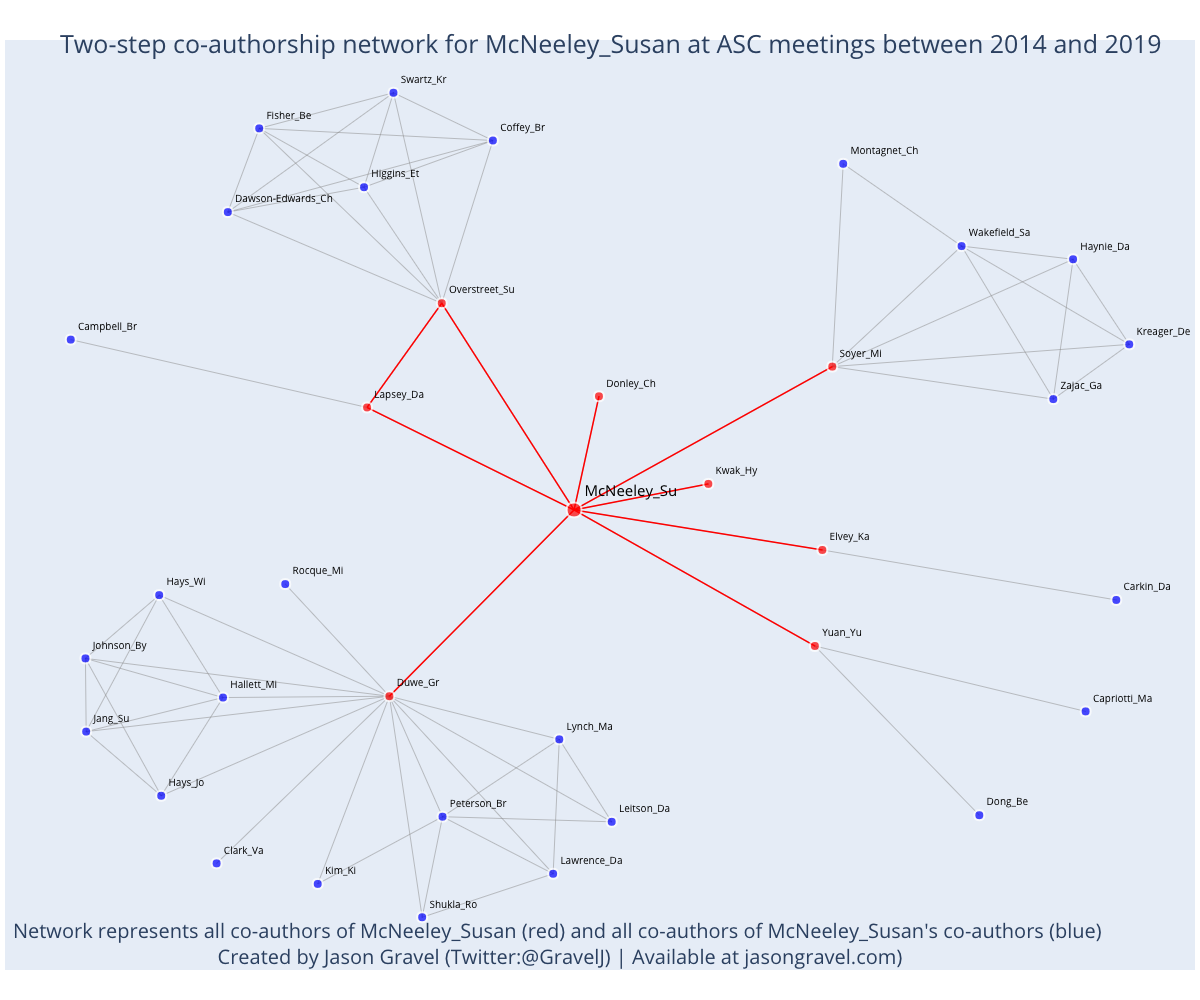 Two-step co-authorship network for McNeeley_Susan at ASC meetings between 2014 and 2019
Swartz_Kr
Fisher_Be
Coffey_Br
Montagnet_Ch
Higgins_Et
Dawson-Edwards_Ch
Wakefield_Sa
Haynie_Da
Overstreet_Su
Campbell_Br
Kreager_De
Soyer_Mi
Donley_Ch
Zajac_Ga
Lapsey_Da
Kwak_Hy
McNeeley_Su
Elvey_Ka
Rocque_Mi
Hays_Wi
Carkin_Da
Yuan_Yu
Johnson_By
Hallett_Mi
Duwe_Gr
Capriotti_Ma
Jang_Su
Lynch_Ma
Hays_Jo
Peterson_Br
Leitson_Da
Dong_Be
Clark_Va
Lawrence_Da
Kim_Ki
Shukla_Ro
Network represents all co-authors of McNeeley_Susan (red) and all co-authors of McNeeley_Susan's co-authors (blue)
Created by Jason Gravel (Twitter:@GravelJ) | Available at jasongravel.com)